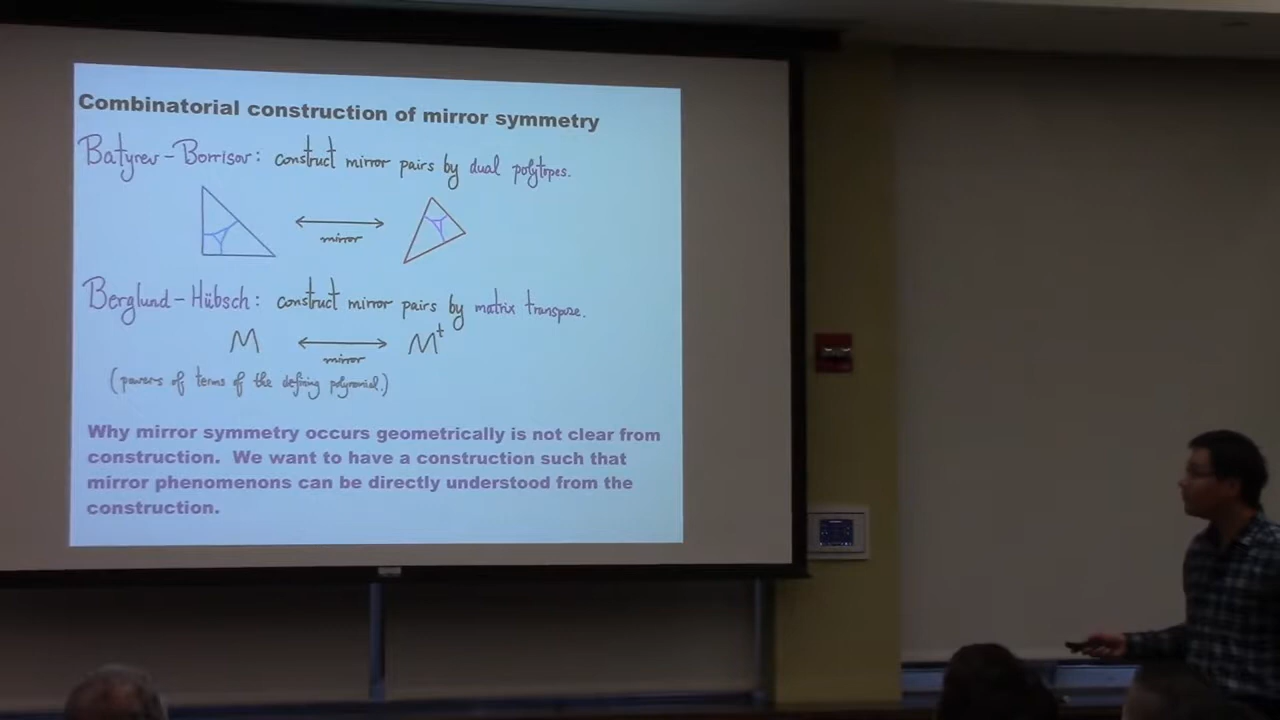 Combinatorial construction of mirror symmetry
Batyrev - Borrisov: construct mirror pairs by dual polytopes.
mirror
Berglund - Hübsch: construct mirror pairs by matrix transpose.
M Mᵗ
mirror
(powers of terms of the defining polynomial.)
Why mirror symmetry occurs geometrically is not clear from
construction. We want to have a construction such that
mirror phenomenons can be directly understood from the
construction.